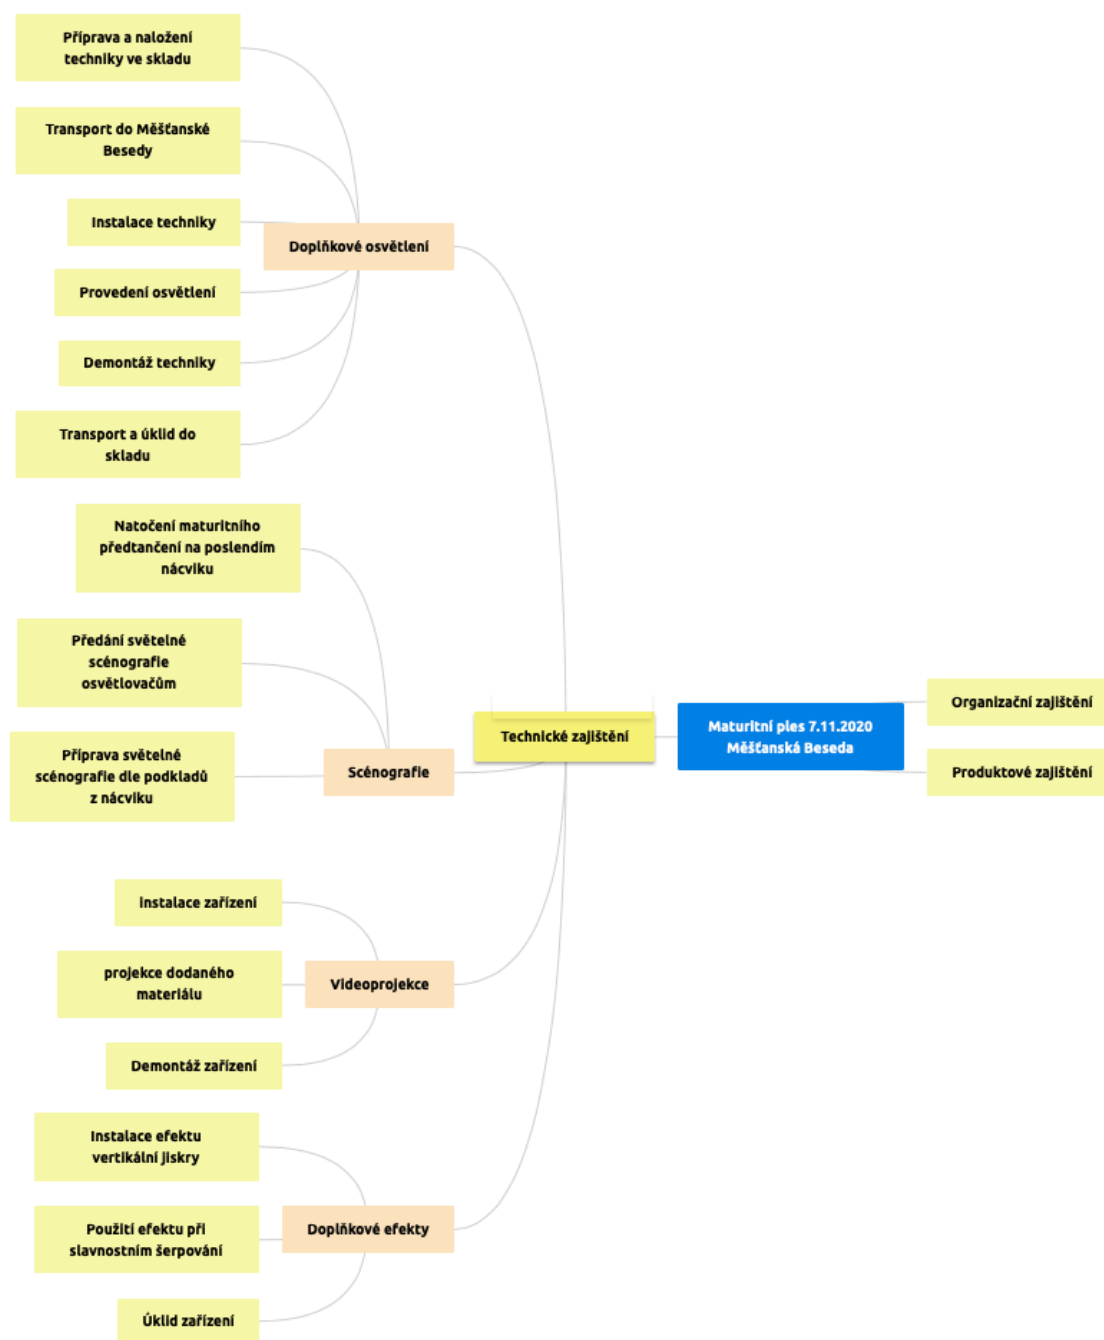 Příprava a naložení
techniky ve skladu
Transport do Měšťanské
Besedy
Instalace techniky
Provedení osvětlení
Demontáž techniky
Transport a úklid do
skladu
Doplňkové osvětlení
Natočení maturitního
předtančení na poslendím
nácviku
Předání světelné
scénografie
osvětlovačům
Příprava světelné
scénografie dle podkladů
z nácviku
Scénografie
instalace zařízení
projekce dodaného
materiálu
Demontáž zařízení
Videoprojekce
Instalace efektu
vertikální jiskry
Použití efektu při
slavnostním šerpování
Úklid zařízení
Doplňkové efekty
Technické zajištění
Maturitní ples 7.11.2020
Měšťanská Beseda
Organizační zajištění
Produktové zajištění